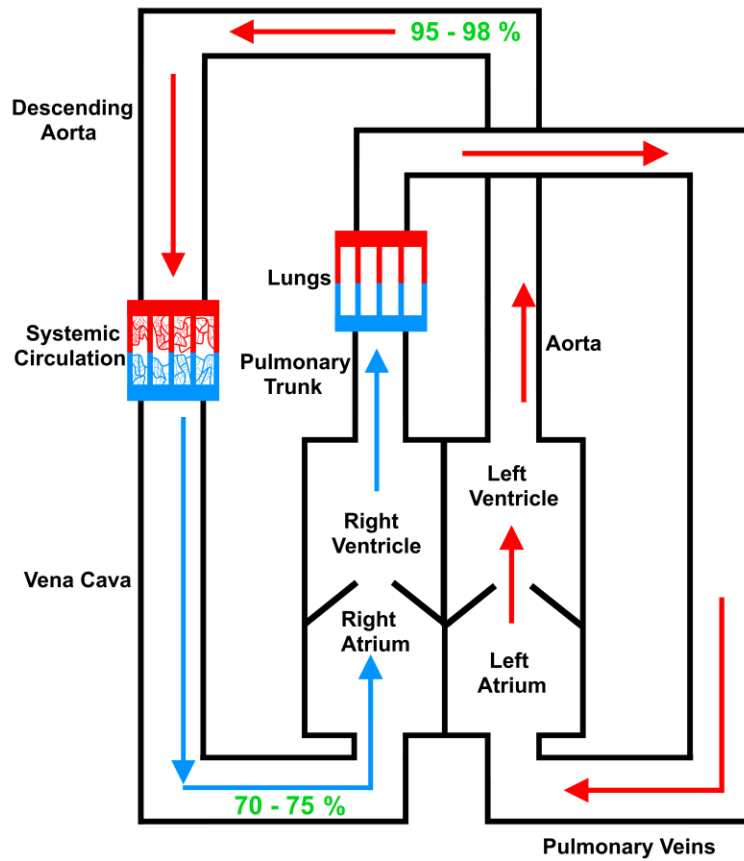 95 - 98 %
Descending
Aorta
Lungs
Systemic
Circulation
Pulmonary
Trunk
Aorta
Left
Ventricle
Right
Ventricle
Vena Cava
Right
Atrium
Left
Atrium
70 - 75 %
Pulmonary Veins